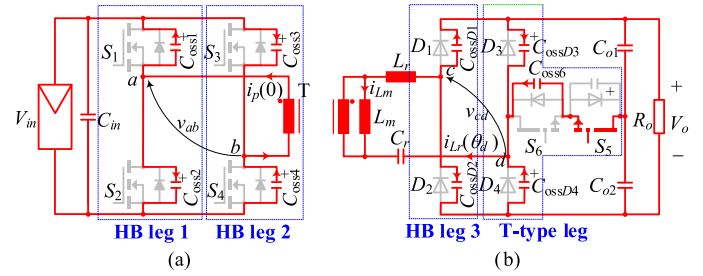 S1 Coss1 S3 Coss3
a ip(0) T
Vin Cin vab
b
S2 Coss2 S4 Coss4
HB leg 1 HB leg 2
(a)
D1 CossD1 D3 CossD3 Co1
Lr c Coss6
iLm vcd +
Lm Ro Vo
Cr iLr(θd) S6 S5 −
d
D2 CossD2 D4 CossD4 Co2
HB leg 3 T-type leg
(b)